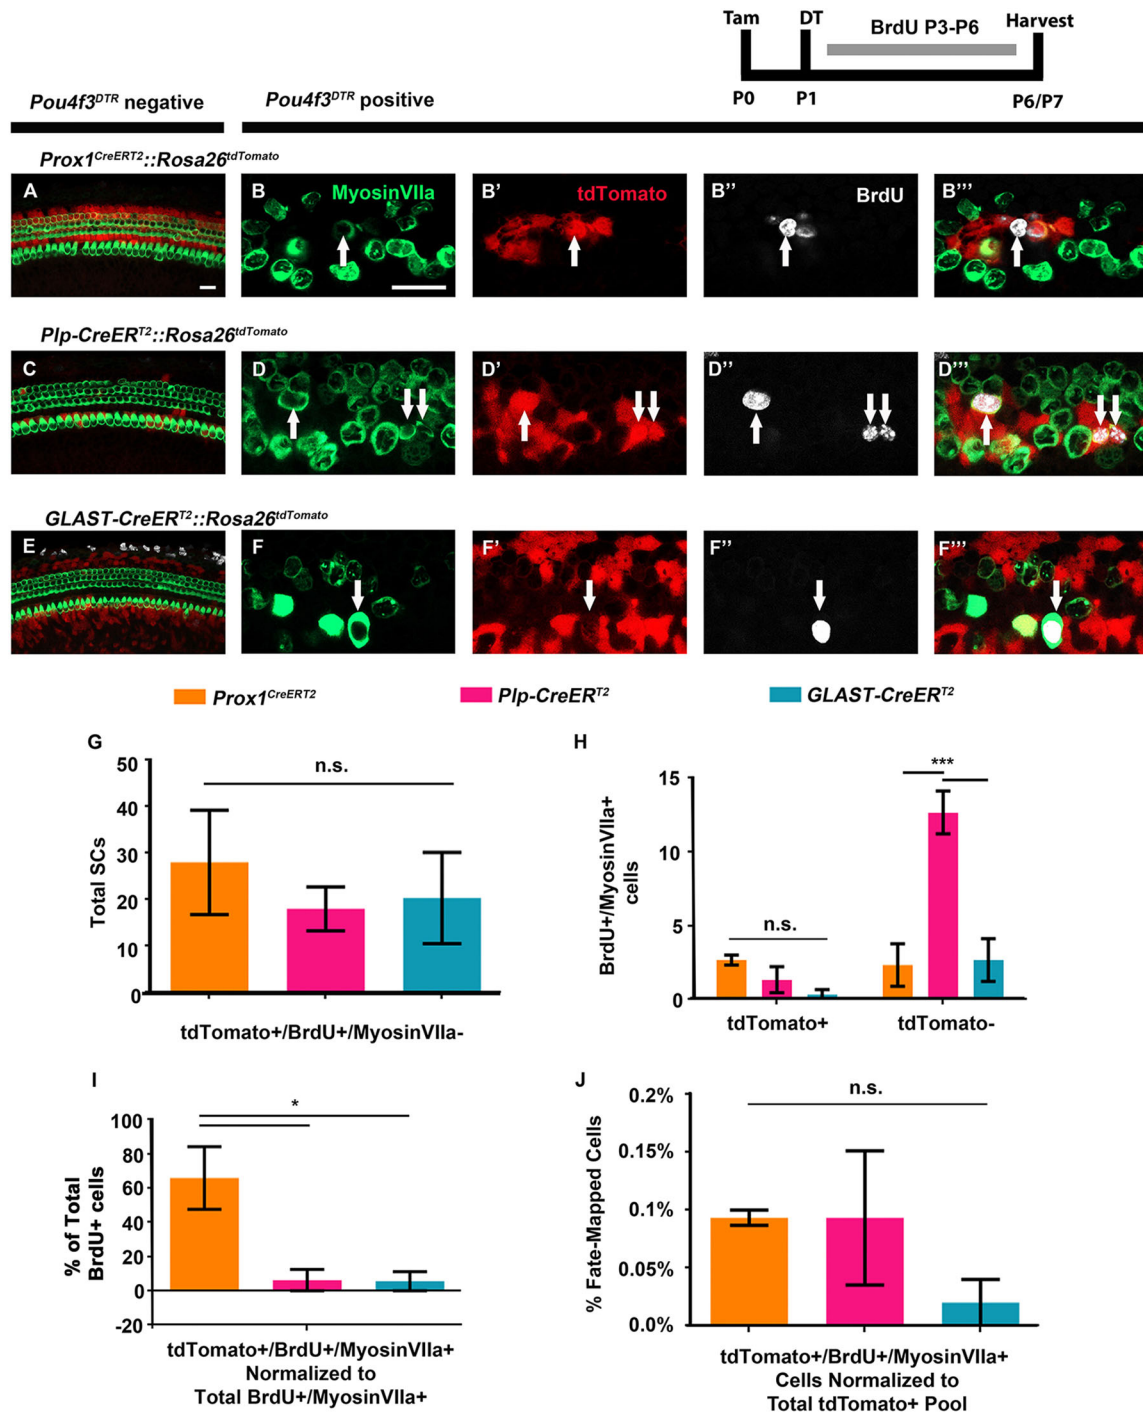 Tam DT BrdU P3-P6 Harvest
P0 P1 P6/P7
Pou4f3DTR negative Pou4f3DTR positive
Prox1CreERT2::Rosa26tdTomato
A B MyosinVIIa B' tdTomato B'' BrdU B'''
Plp-CreERT2::Rosa26tdTomato
C D D' D'' D'''
GLAST-CreERT2::Rosa26tdTomato
E F F' F'' F'''
Prox1CreERT2 Plp-CreERT2 GLAST-CreERT2
G
n.s.
Total SCs
50
40
30
20
10
0
tdTomato+/BrdU+/MyosinVIIa-
H
***
n.s.
BrdU+/MyosinVIIa+
cells
15
10
5
0
tdTomato+ tdTomato-
I
*
% of Total
BrdU+ cells
100
80
60
40
20
0
-20
tdTomato+/BrdU+/MyosinVIIa+
Normalized to
Total BrdU+/MyosinVIIa+
J
n.s.
% Fate-Mapped Cells
0.2%
0.15%
0.1%
0.05%
0.0%
tdTomato+/BrdU+/MyosinVIIa+
Cells Normalized to
Total tdTomato+ Pool